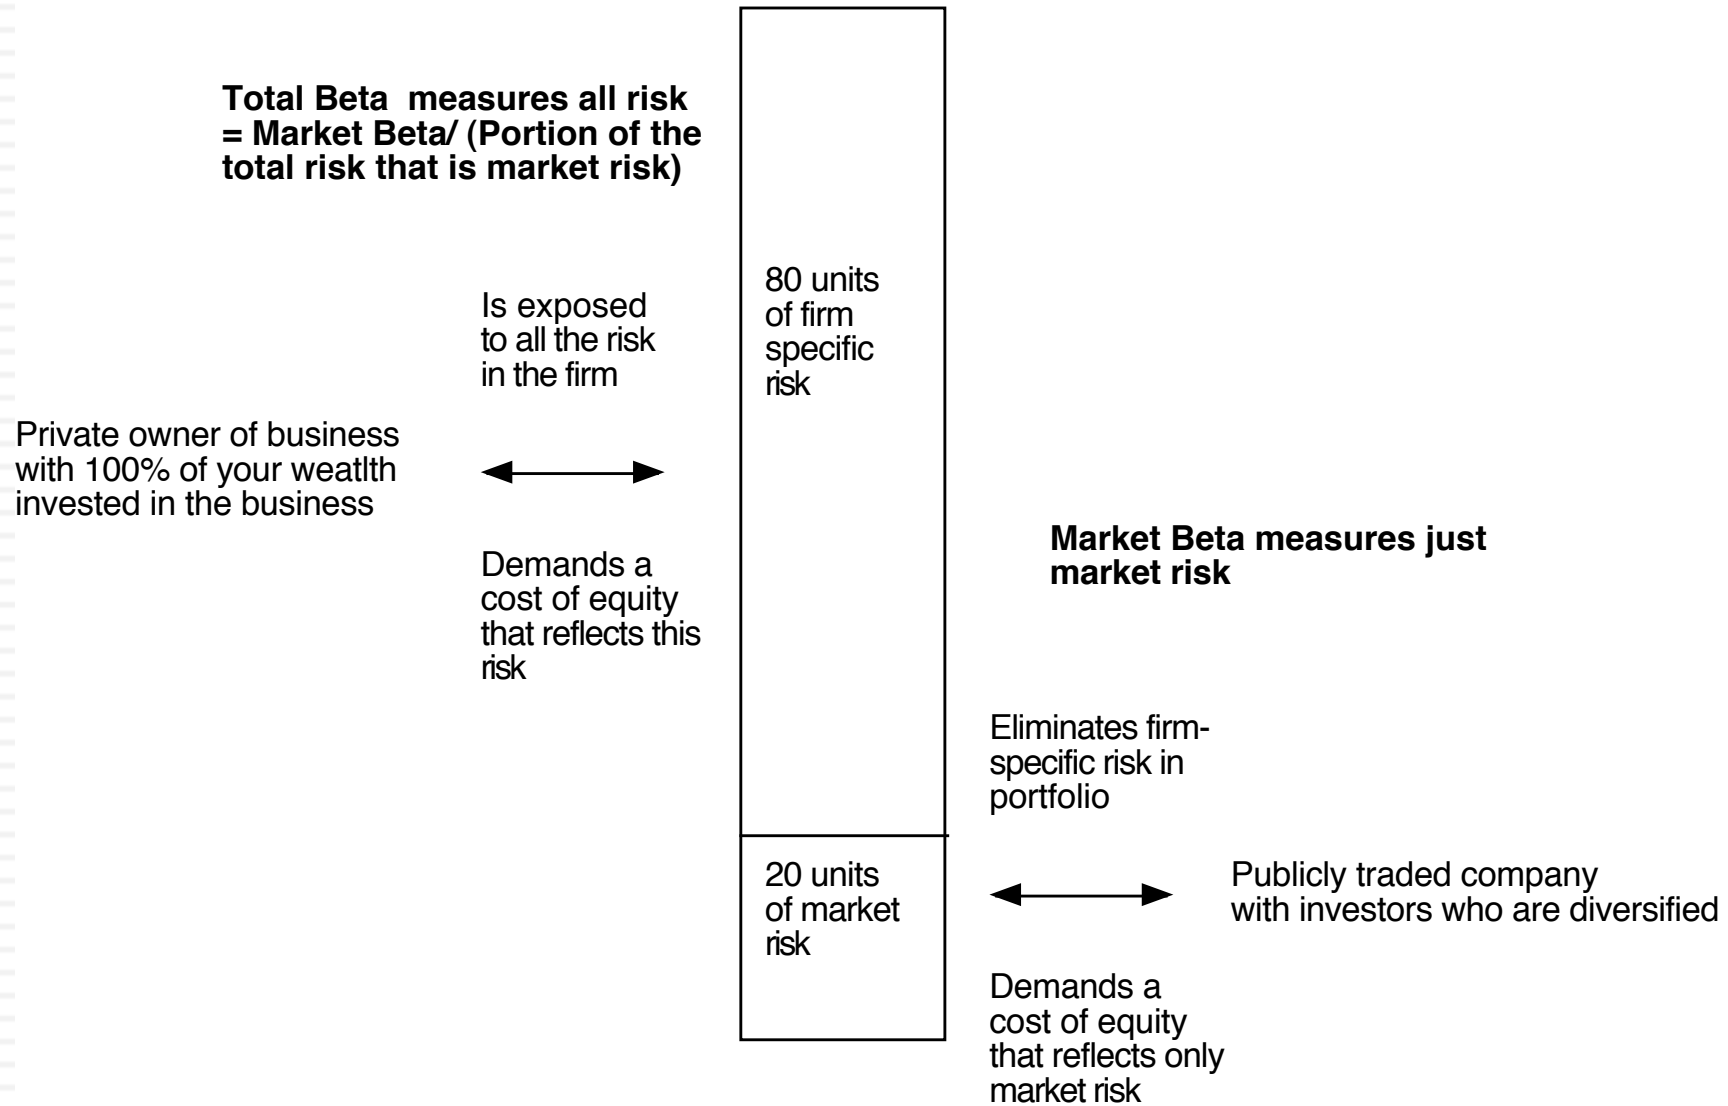 Total Beta  measures all risk
= Market Beta/ (Portion of the
total risk that is market risk)
80 units
of firm
specific
risk
Is exposed
to all the risk
in the firm
Private owner of business
with 100% of your weatlth
invested in the business
Demands a
cost of equity
that reflects this
risk
Market Beta measures just
market risk
Eliminates firm-
specific risk in
portfolio
20 units
of market
risk
Publicly traded company
with investors who are diversified
Demands a
cost of equity
that reflects only
market risk